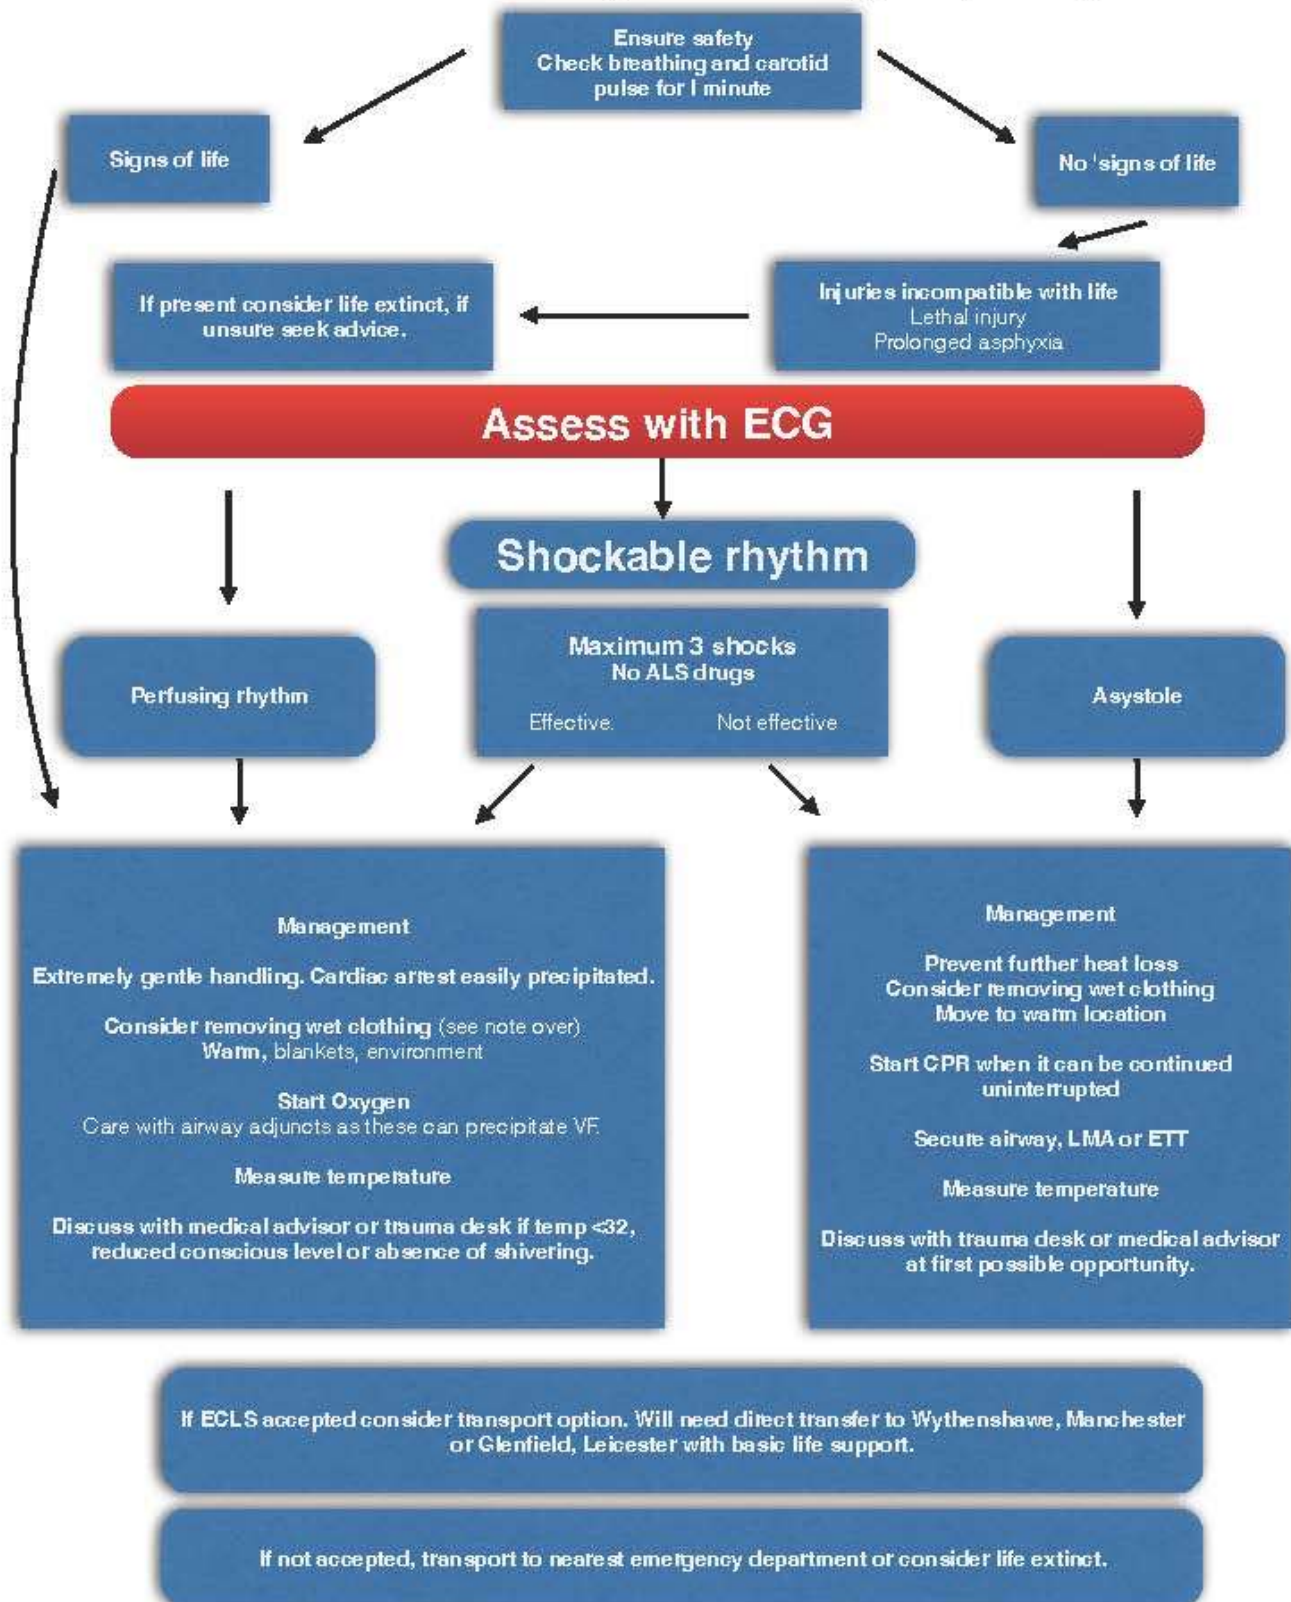 Ensure safety
Check breathing and carotid
pulse for 1 minute
Signs of life
No 'signs of life
If present consider life extinct, if
unsure seek advice.
Injuries incompatible with life
Lethal injury
Prolonged asphyxia
Assess with ECG
Shockable rhythm
Perfusing rhythm
Maximum 3 shocks
No ALS drugs
Effective. Not effective
Asystole
Management
Extremely gentle handling. Cardiac arrest easily precipitated.
Consider removing wet clothing (see note over)
Warm, blankets, environment
Start Oxygen
Care with airway adjuncts as these can precipitate VF.
Measure temperature
Discuss with medical advisor or trauma desk if temp <32,
reduced conscious level or absence of shivering.
Management
Prevent further heat loss
Consider removing wet clothing
Move to warm location
Start CPR when it can be continued
uninterrupted
Secure airway, LMA or ETT
Measure temperature
Discuss with trauma desk or medical advisor
at first possible opportunity.
If ECLS accepted consider transport option. Will need direct transfer to Wythenshawe, Manchester
or Glenfield, Leicester with basic life support.
If not accepted, transport to nearest emergency department or consider life extinct.